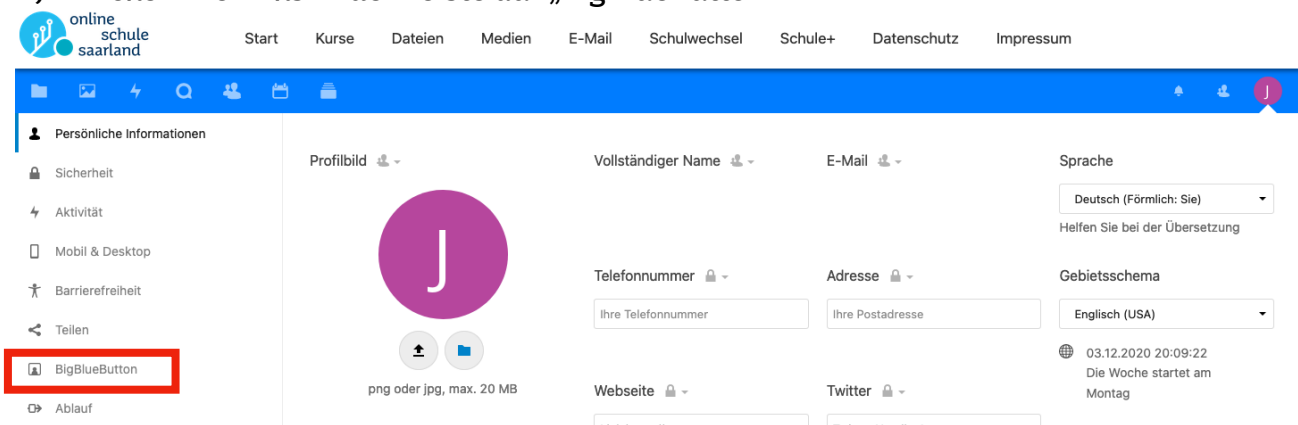 online
schule
saarland
Start Kurse Dateien Medien E-Mail Schulwechsel Schule+ Datenschutz Impressum
J
Persönliche Informationen
Sicherheit
Aktivität
Mobil & Desktop
Barrierefreiheit
Teilen
BigBlueButton
Ablauf
Profilbild
J
png oder jpg, max. 20 MB
Vollständiger Name
E-Mail
Sprache
Deutsch (Förmlich: Sie)
Helfen Sie bei der Übersetzung
Telefonnummer
Ihre Telefonnummer
Adresse
Ihre Postadresse
Gebietsschema
Englisch (USA)
03.12.2020 20:09:22
Die Woche startet am
Montag
Webseite
Twitter